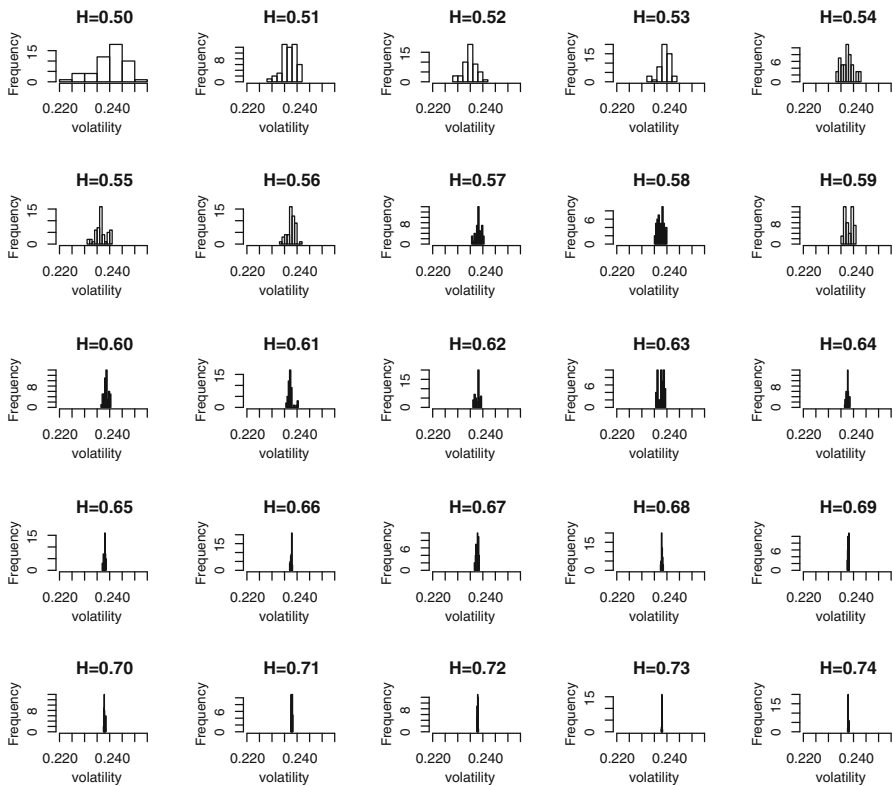 H=0.50 H=0.51 H=0.52 H=0.53 H=0.54
Frequency 0 15 Frequency 0 8 Frequency 0 15 Frequency 0 15 Frequency 0 6
0.220 0.240 0.220 0.240 0.220 0.240 0.220 0.240 0.220 0.240
volatility volatility volatility volatility volatility
H=0.55 H=0.56 H=0.57 H=0.58 H=0.59
Frequency 0 15 Frequency 0 15 Frequency 0 8 Frequency 0 6 Frequency 0 8
0.220 0.240 0.220 0.240 0.220 0.240 0.220 0.240 0.220 0.240
volatility volatility volatility volatility volatility
H=0.60 H=0.61 H=0.62 H=0.63 H=0.64
Frequency 0 8 Frequency 0 15 Frequency 0 15 Frequency 0 6 Frequency 0 8
0.220 0.240 0.220 0.240 0.220 0.240 0.220 0.240 0.220 0.240
volatility volatility volatility volatility volatility
H=0.65 H=0.66 H=0.67 H=0.68 H=0.69
Frequency 0 15 Frequency 0 15 Frequency 0 6 Frequency 0 15 Frequency 0 6
0.220 0.240 0.220 0.240 0.220 0.240 0.220 0.240 0.220 0.240
volatility volatility volatility volatility volatility
H=0.70 H=0.71 H=0.72 H=0.73 H=0.74
Frequency 0 8 Frequency 0 6 Frequency 0 8 Frequency 0 15 Frequency 0 15
0.220 0.240 0.220 0.240 0.220 0.240 0.220 0.240 0.220 0.240
volatility volatility volatility volatility volatility